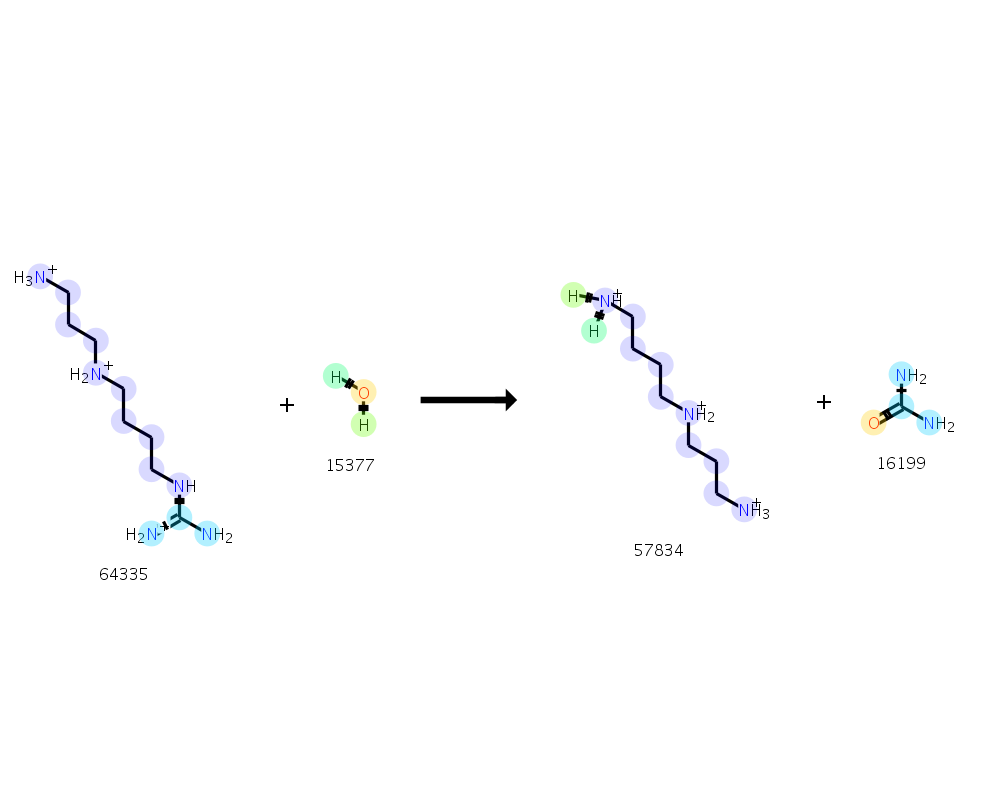 H3N+
H2N+
NH
H2N+
NH2
64335
+
H
O
H
15377
H
NH+
H
NH2+
NH3+
57834
+
NH2
O
NH2
16199